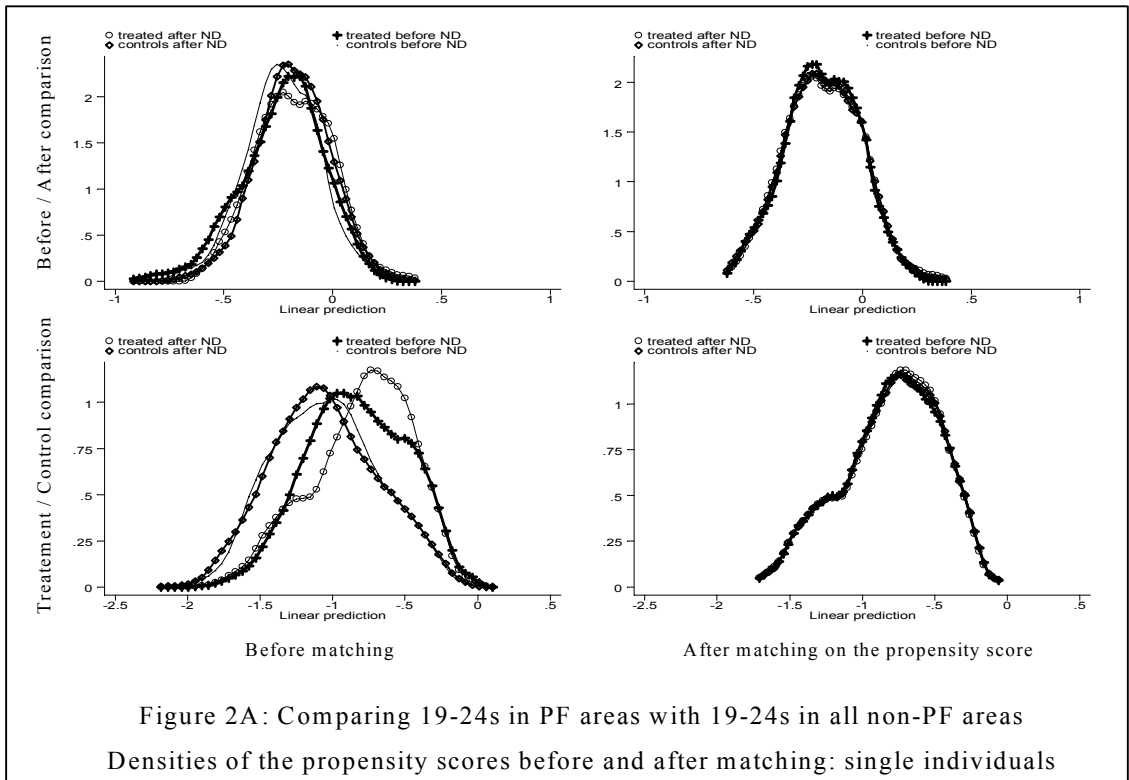 treated after ND treated before ND
controls after ND controls before ND
treated after ND treated before ND
controls after ND controls before ND
Before / After comparison
2
1.5
1
.5
0
-1 -.5 0 .5 1
Linear prediction
2
1.5
1
.5
0
-1 -.5 0 .5 1
Linear prediction
treated after ND treated before ND
controls after ND controls before ND
treated after ND treated before ND
controls after ND controls before ND
Treatement / Control comparison
1
.75
.5
.25
0
-2.5 -2 -1.5 -1 -.5 0 .5
Linear prediction
1
.75
.5
.25
0
-2.5 -2 -1.5 -1 -.5 0 .5
Linear prediction
Before matching
After matching on the propensity score
Figure 2A: Comparing 19-24s in PF areas with 19-24s in all non-PF areas
Densities of the propensity scores before and after matching: single individuals